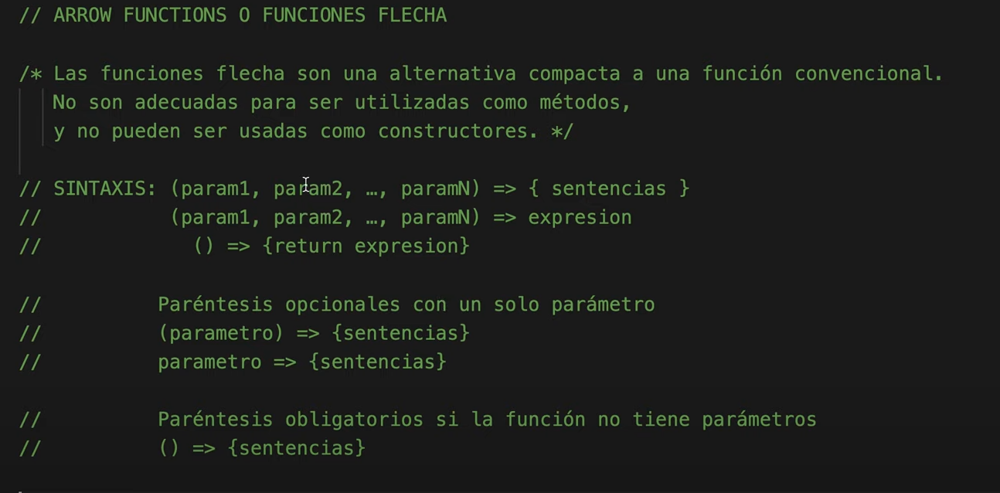 // ARROW FUNCTIONS O FUNCIONES FLECHA
/* Las funciones flecha son una alternativa compacta a una función convencional.
No son adecuadas para ser utilizadas como métodos,
y no pueden ser usadas como constructores. */
// SINTAXIS: (param1, param2, …, paramN) => { sentencias }
// (param1, param2, …, paramN) => expresion
// () => {return expresion}
// Paréntesis opcionales con un solo parámetro
// (parametro) => {sentencias}
// parametro => {sentencias}
// Paréntesis obligatorios si la función no tiene parámetros
// () => {sentencias}